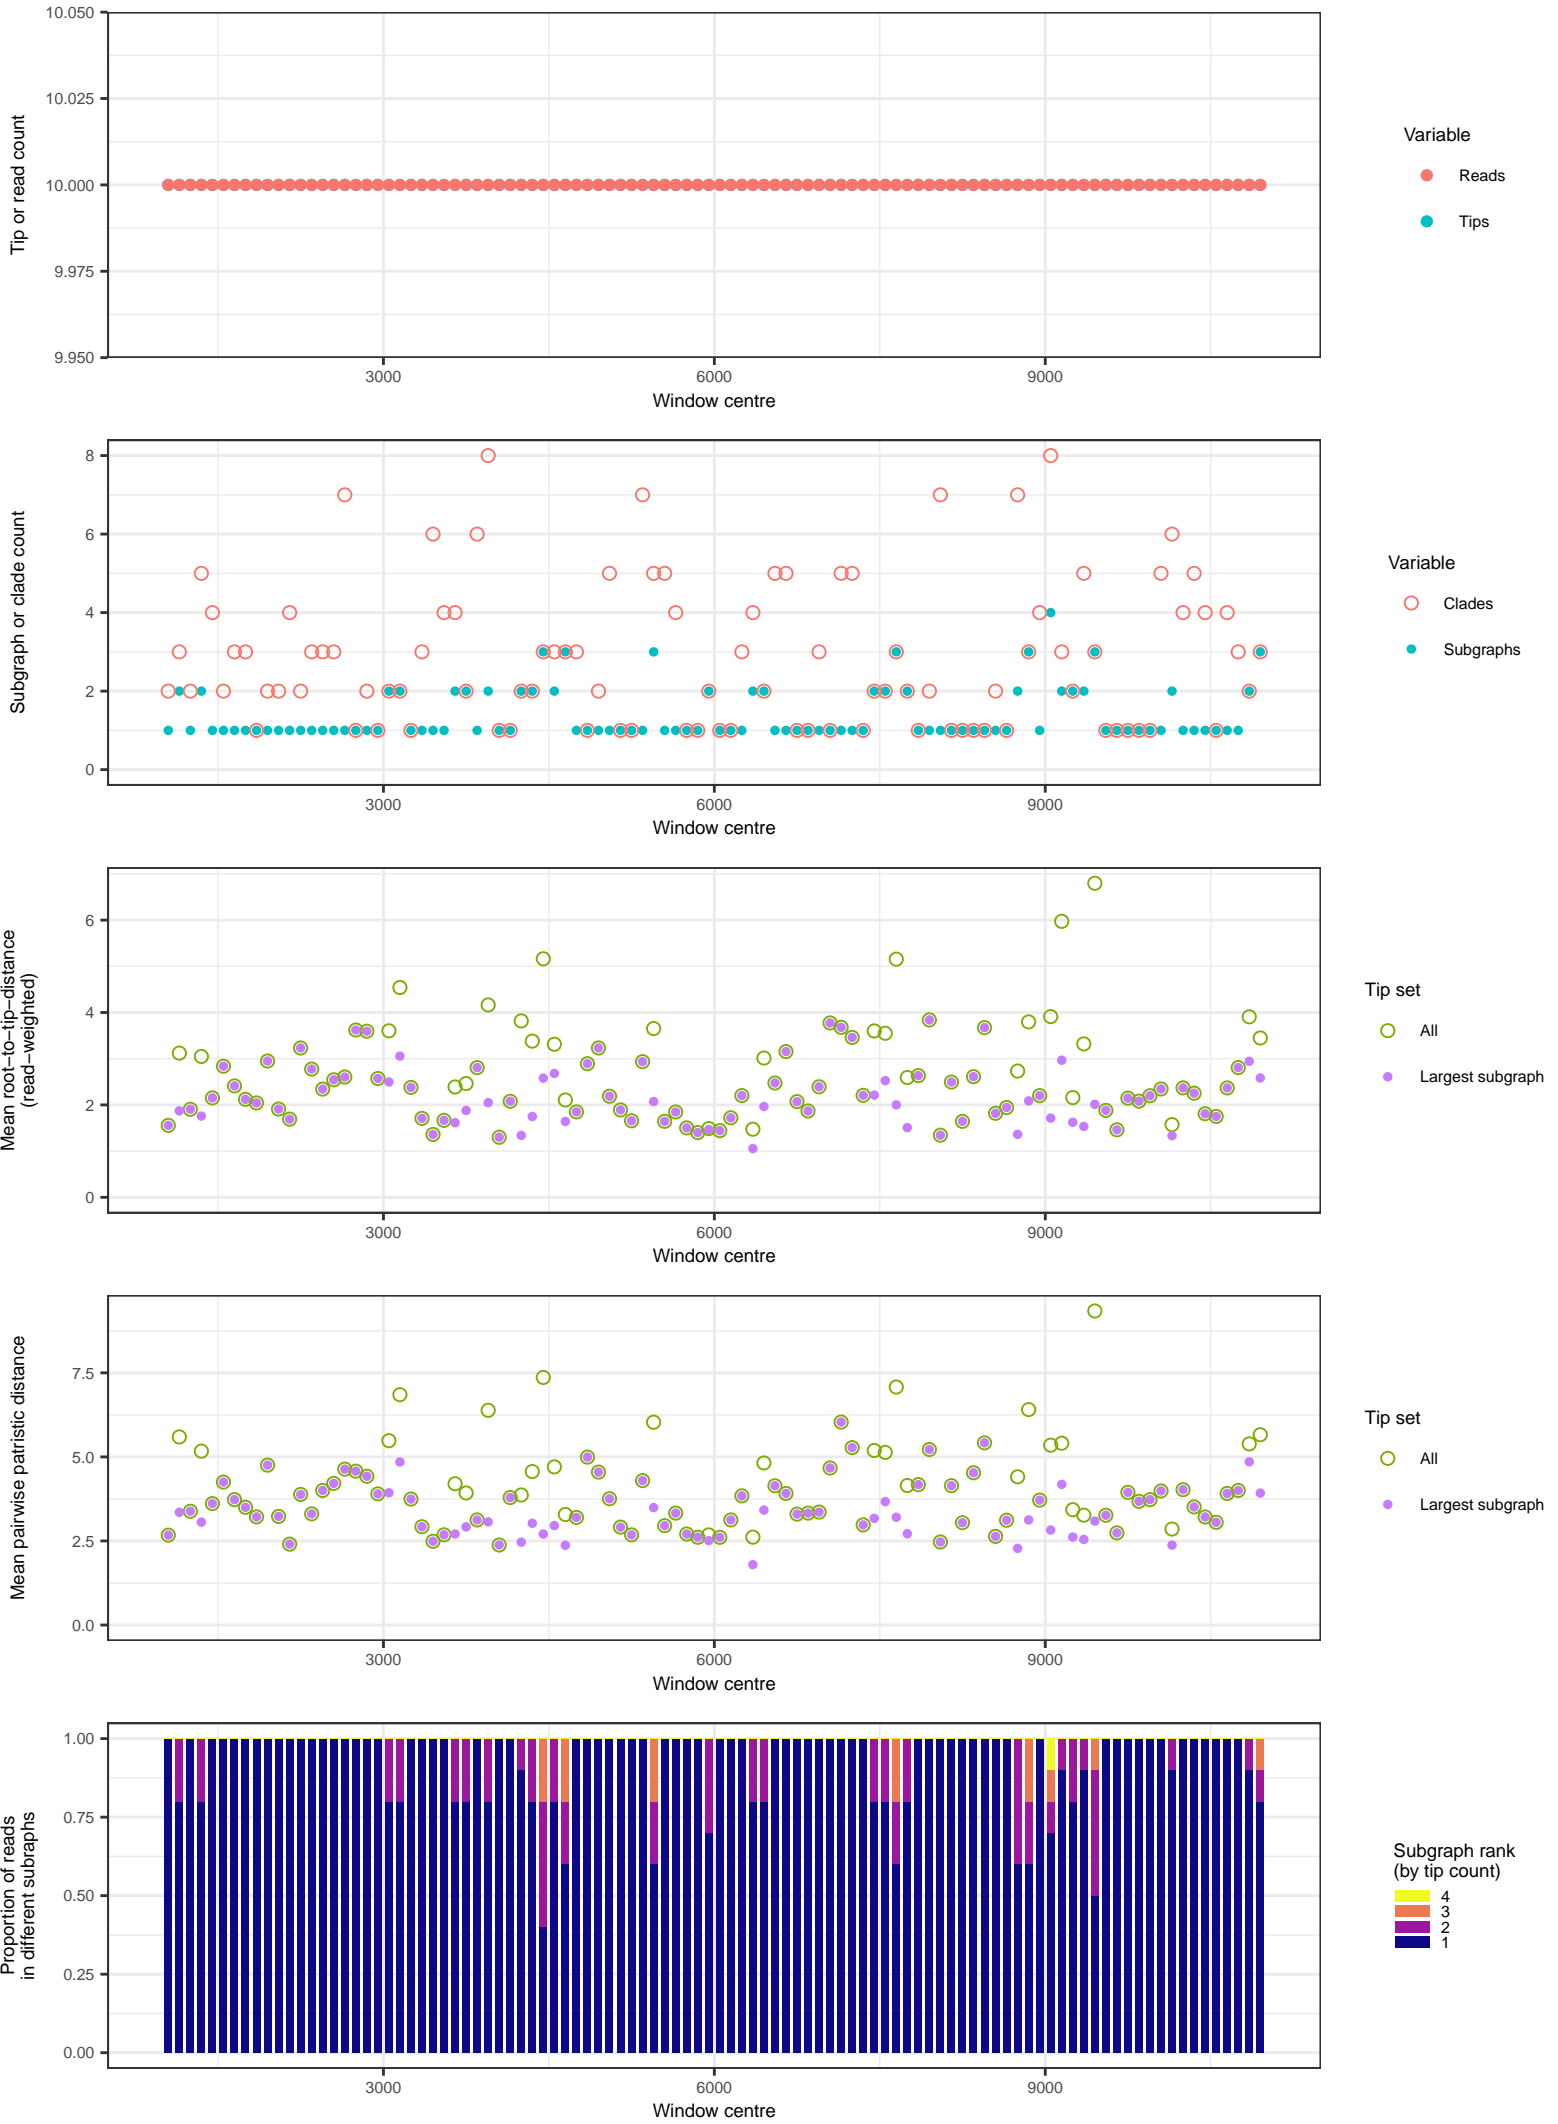 10.050
10.025
10.000
9.975
9.950
Tip or read count
3000 6000 9000
Window centre
Variable
Reads
Tips
8
6
4
2
0
Subgraph or clade count
3000 6000 9000
Window centre
Variable
Clades
Subgraphs
6
4
2
0
Mean root−to−tip−distance
(read−weighted)
3000 6000 9000
Window centre
Tip set
All
Largest subgraph
7.5
5.0
2.5
0.0
Mean pairwise patristic distance
3000 6000 9000
Window centre
Tip set
All
Largest subgraph
1.00
0.75
0.50
0.25
0.00
Proportion of reads
in different subraphs
3000 6000 9000
Window centre
Subgraph rank
(by tip count)
4
3
2
1